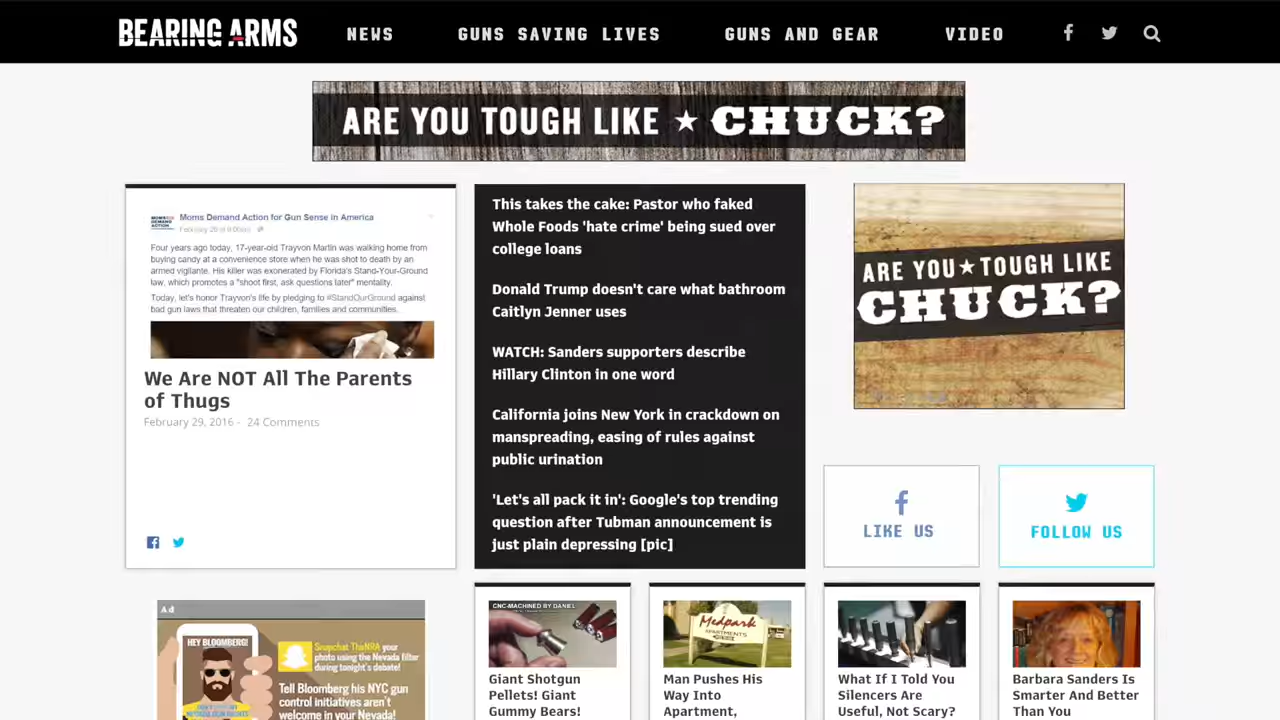 BEARING ARMS
NEWS
GUNS SAVING LIVES
GUNS AND GEAR
VIDEO
ARE YOU TOUGH LIKE ★ CHUCK?
Moms Demand Action for Gun Sense in America
Four years ago today, 17-year-old Trayvon Martin was walking home from
buying candy at a convenience store when he was shot to death by an
armed vigilante. His killer was exonerated by Florida's Stand-Your-Ground
law, which promotes a "shoot first, ask questions later" mentality.
Today, let's honor Trayvon's life by pledging to #StandOurGround against
bad gun laws that threaten our children, families and communities.
We Are NOT All The Parents
of Thugs
February 29, 2016 - 24 Comments
This takes the cake: Pastor who faked
Whole Foods 'hate crime' being sued over
college loans
Donald Trump doesn't care what bathroom
Caitlyn Jenner uses
WATCH: Sanders supporters describe
Hillary Clinton in one word
California joins New York in crackdown on
manspreading, easing of rules against
public urination
'Let's all pack it in': Google's top trending
question after Tubman announcement is
just plain depressing [pic]
ARE YOU★TOUGH LIKE
CHUCK?
LIKE US
FOLLOW US
Ad
HEY BLOOMBERG!
Snapchat TheNRA your
photo using the Nevada filter
during tonight's debate!
Tell Bloomberg his NYC gun
control initiatives aren't
welcome in your Nevada!
CNC-MACHINED BY DANIEL
Giant Shotgun
Pellets! Giant
Gummy Bears!
Medpark
APARTMENTS
Man Pushes His
Way Into
Apartment,
What If I Told You
Silencers Are
Useful, Not Scary?
Barbara Sanders Is
Smarter And Better
Than You